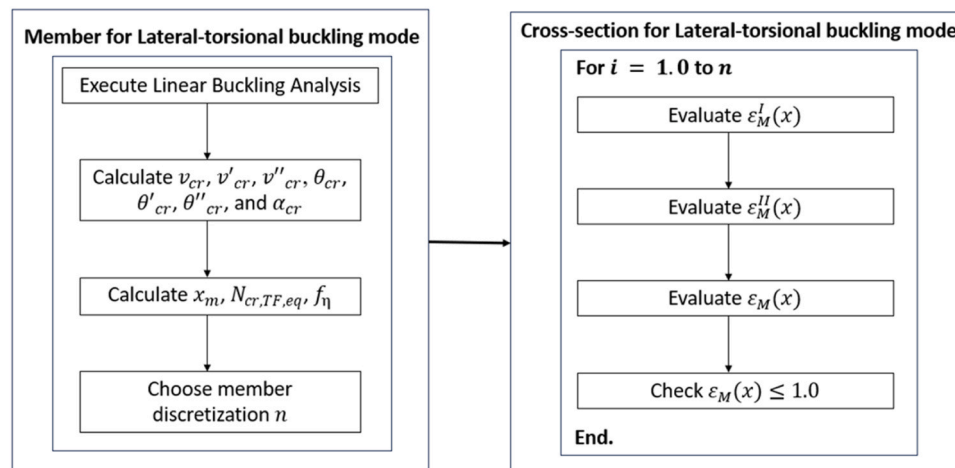 Member for Lateral-torsional buckling mode
Execute Linear Buckling Analysis
Calculate v_cr, v'_cr, v''_cr, θ_cr,
θ'_cr, θ''_cr, and α_cr
Calculate x_m, N_cr,TF,eq, f_η
Choose member
discretization n
Cross-section for Lateral-torsional buckling mode
For i = 1.0 to n
Evaluate ε_M^I(x)
Evaluate ε_M^II(x)
Evaluate ε_M(x)
Check ε_M(x) ≤ 1.0
End.